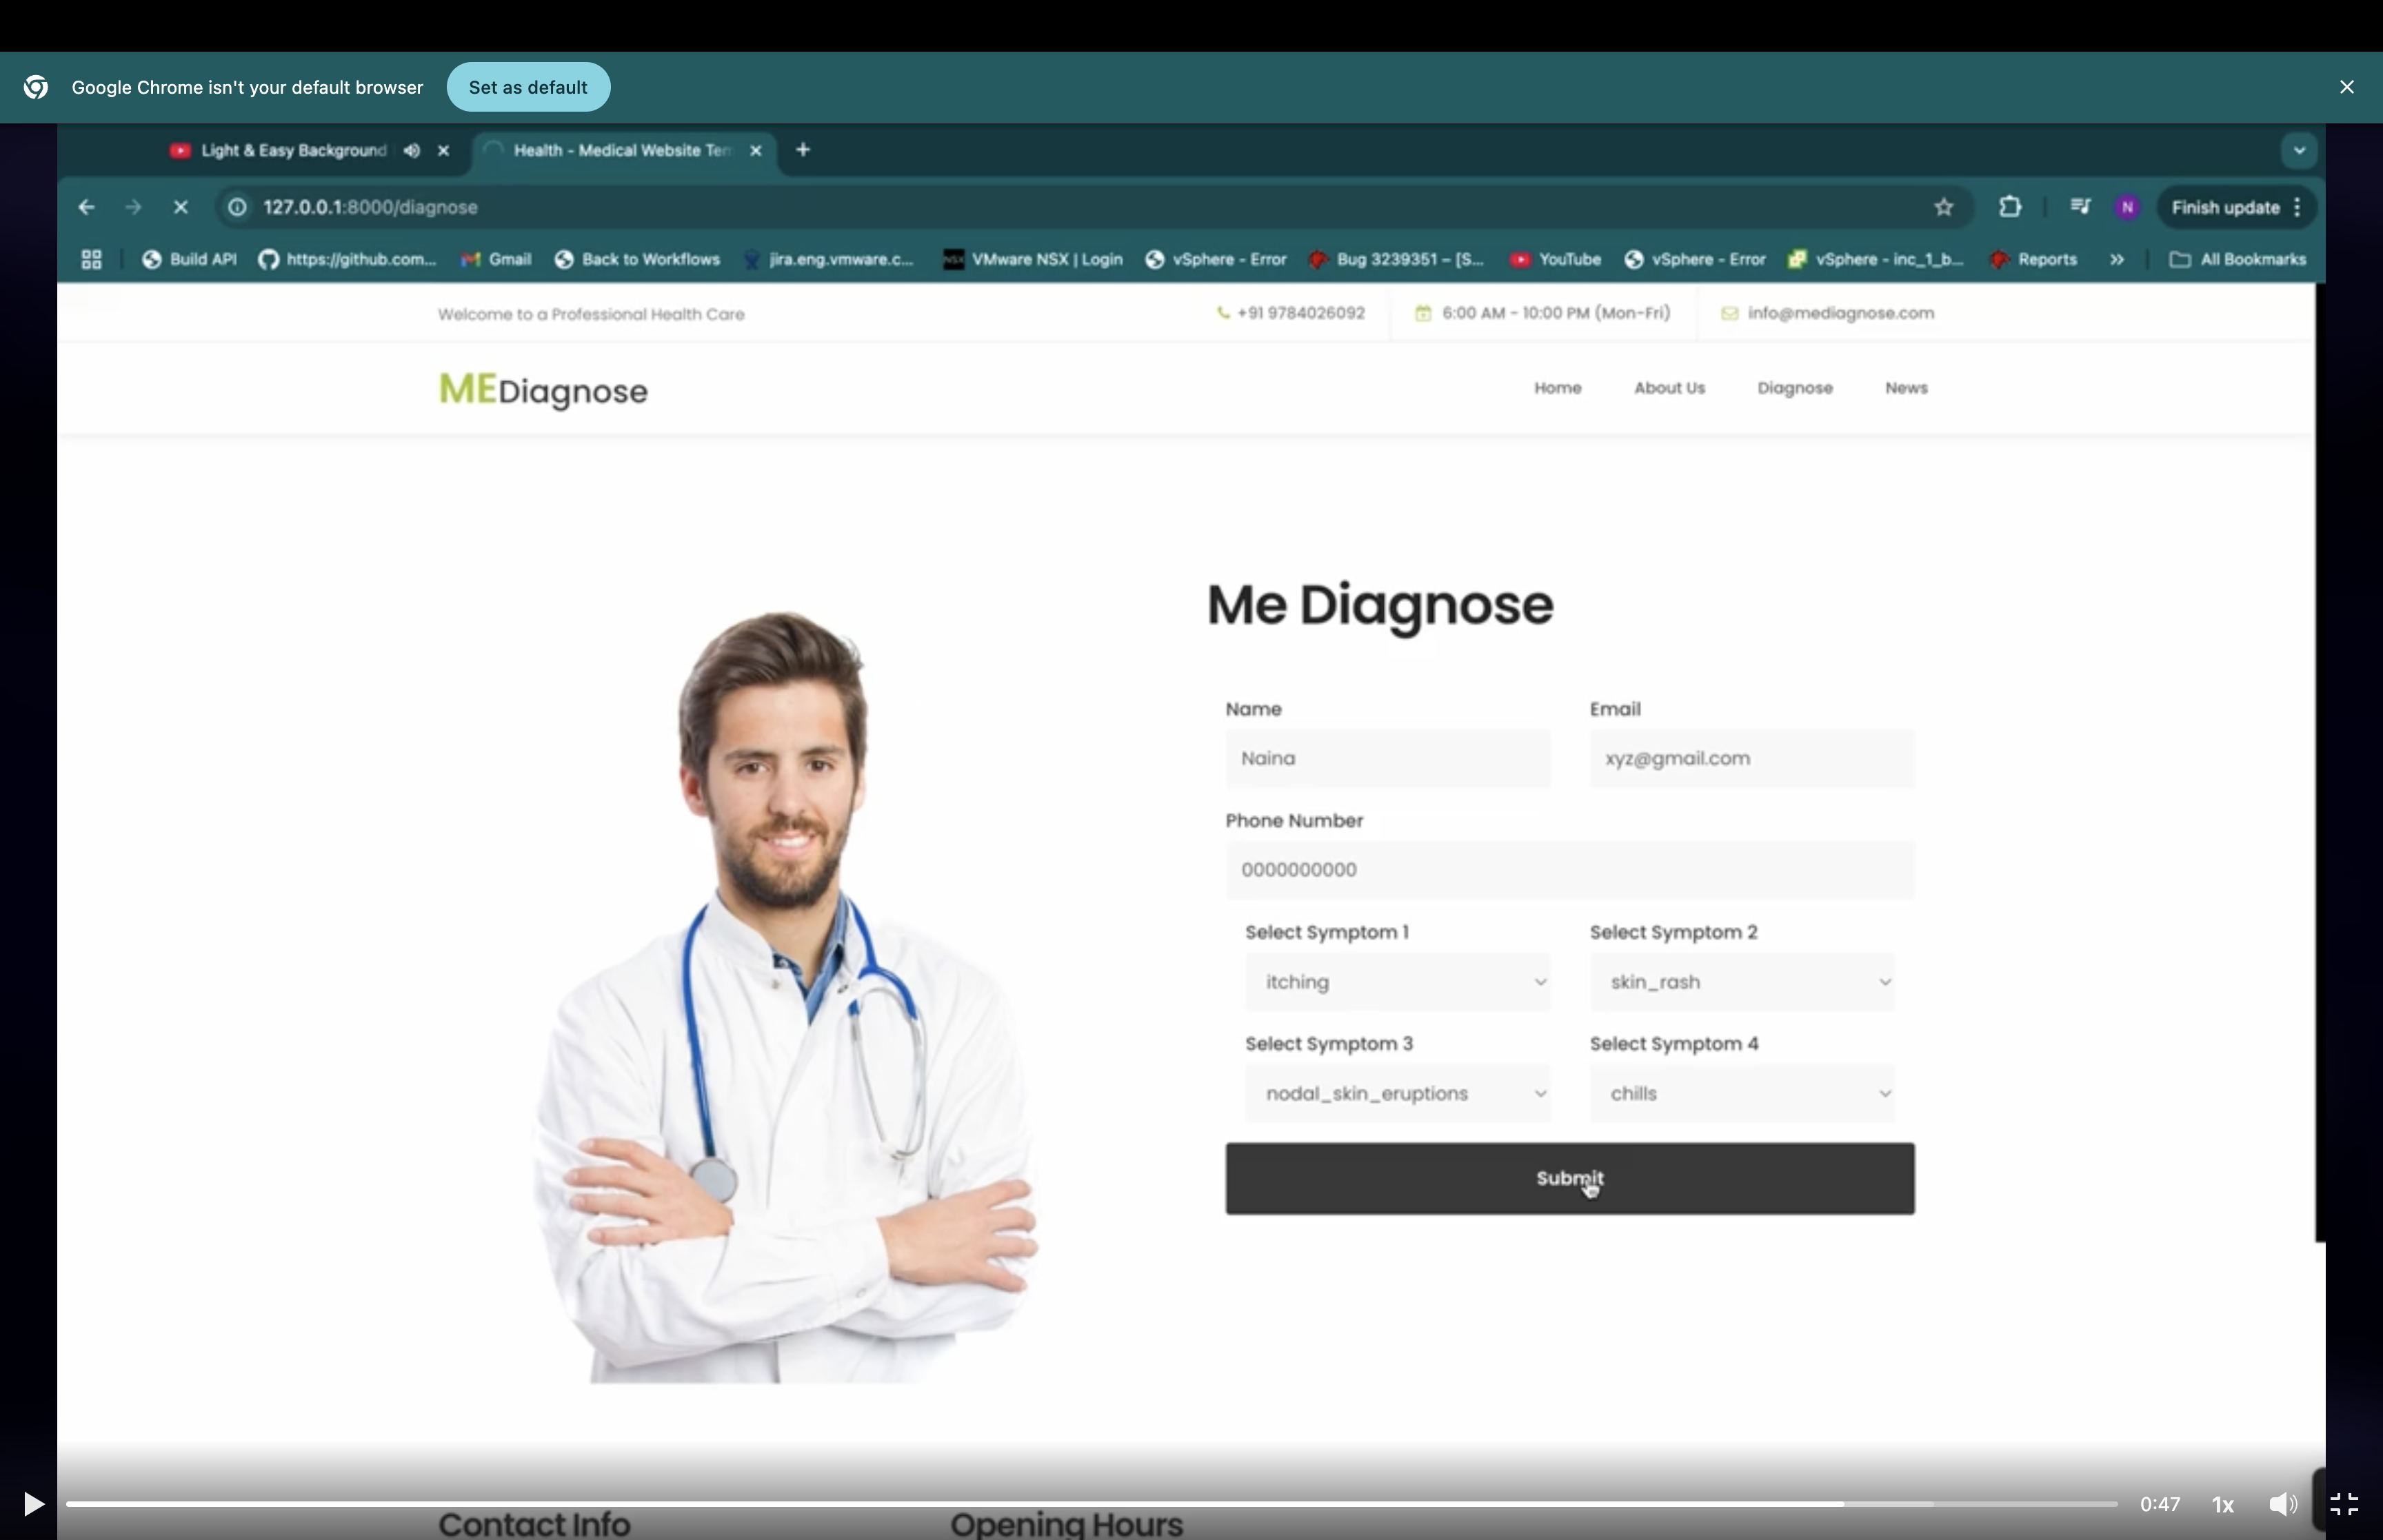 Google Chrome isn't your default browser Set as default
Light & Easy Background Health - Medical Website Tem
127.0.0.1:8000/diagnose N Finish update
Build API https://github.com... Gmail Back to Workflows jira.eng.vmware.c... VMware NSX | Login vSphere - Error Bug 3239351 – [S... YouTube vSphere - Error vSphere - inc_1_b... Reports All Bookmarks
Welcome to a Professional Health Care +91 9784026092 6:00 AM - 10:00 PM (Mon-Fri) info@mediagnose.com
MEDiagnose Home About Us Diagnose News
Me Diagnose
Name Email
Naina xyz@gmail.com
Phone Number
0000000000
Select Symptom 1 Select Symptom 2
itching skin_rash
Select Symptom 3 Select Symptom 4
nodal_skin_eruptions chills
Submit
0:47 1x
Contact Info Opening Hours